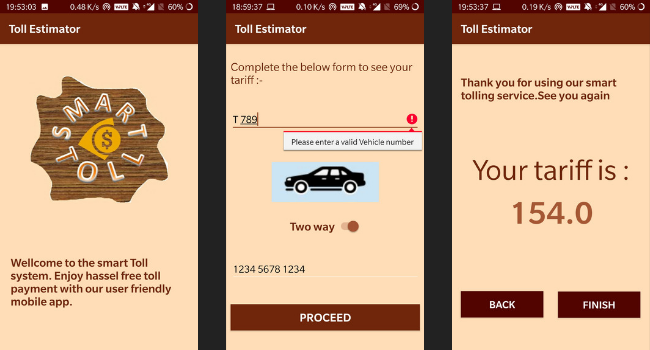 19:53:03 0.48 K/s 60%
Toll Estimator
SMART
$
TOLL
Wellcome to the smart Toll
system. Enjoy hassel free toll
payment with our user friendly
mobile app.
18:59:37 0.10 K/s 69%
Toll Estimator
Complete the below form to see your
tariff :-
T 789
Please enter a valid Vehicle number
Two way
1234 5678 1234
PROCEED
19:53:37 0.19 K/s 60%
Toll Estimator
Thank you for using our smart
tolling service.See you again
Your tariff is :
154.0
BACK FINISH